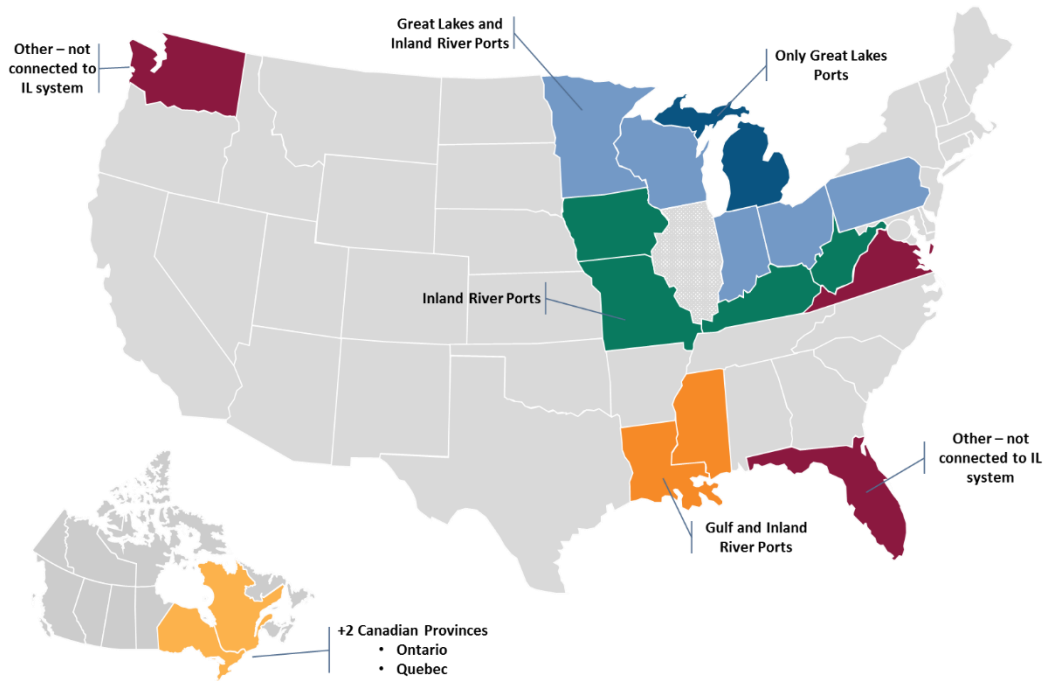 Great Lakes and
Inland River Ports
Other – not
connected to
IL system
Only Great Lakes
Ports
Inland River Ports
Other – not
connected to IL
system
Gulf and Inland
River Ports
+2 Canadian Provinces
• Ontario
• Quebec